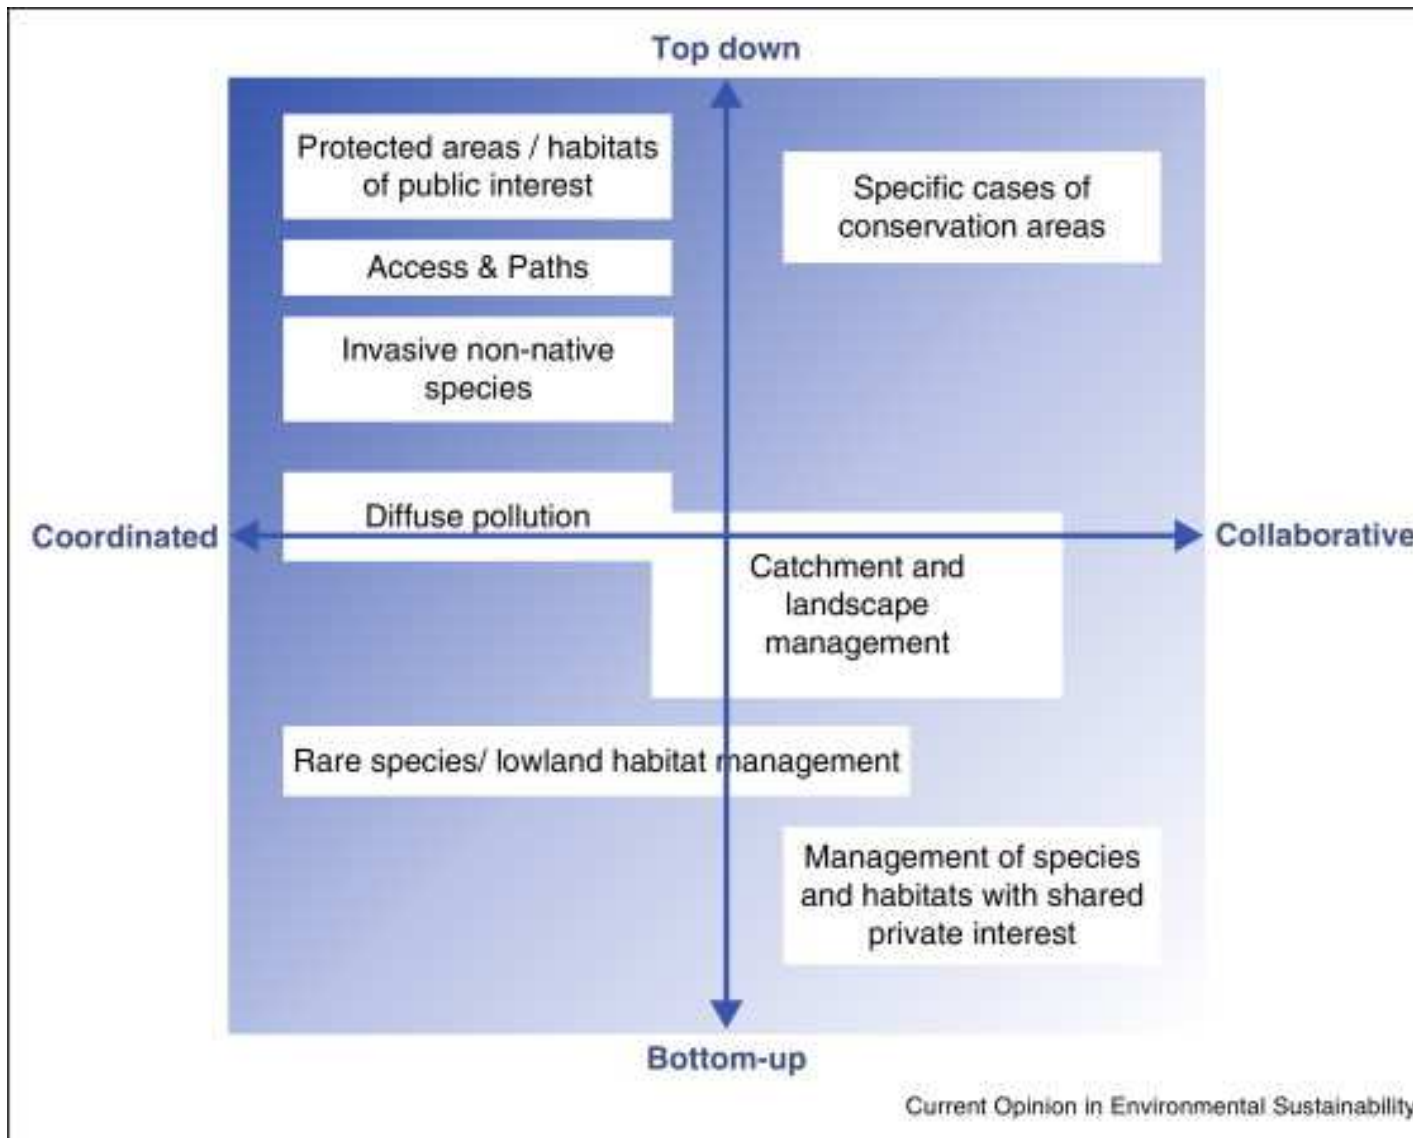 Top down
Protected areas / habitats
of public interest
Specific cases of
conservation areas
Access & Paths
Invasive non-native
species
Diffuse pollution
Coordinated
Collaborative
Catchment and
landscape
management
Rare species/ lowland habitat management
Management of species
and habitats with shared
private interest
Bottom-up
Current Opinion in Environmental Sustainability